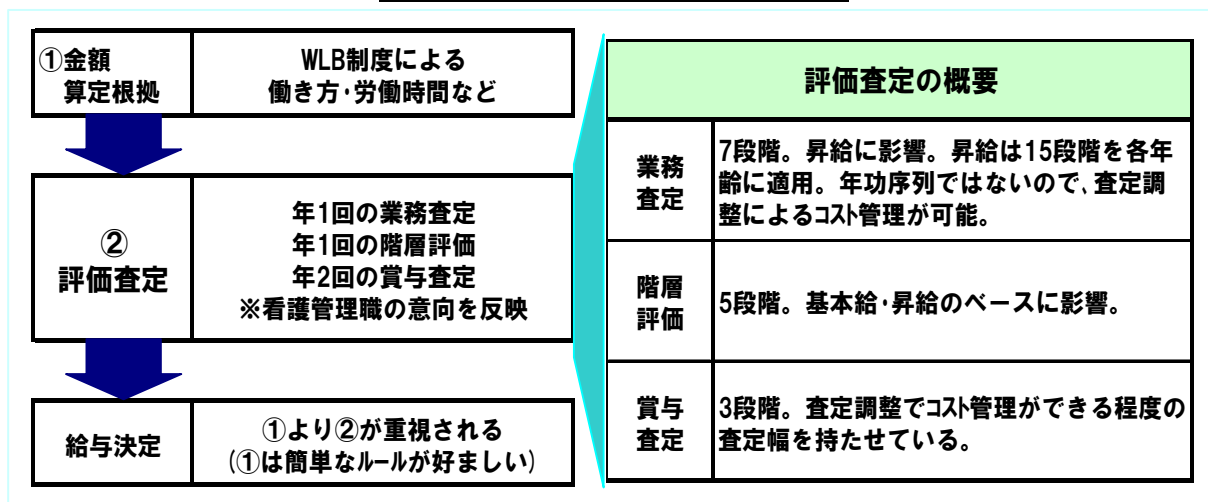 ①金額
算定根拠
WLB制度による
働き方・労働時間など
②
評価査定
年1回の業務査定
年1回の階層評価
年2回の賞与査定
※看護管理職の意向を反映
給与決定
①より②が重視される
(①は簡単なルールが好ましい)
評価査定の概要
業務
査定
7段階。昇給に影響。昇給は15段階を各年
齢に適用。年功序列ではないので、査定調
整によるコスト管理が可能。
階層
評価
5段階。基本給・昇給のベースに影響。
賞与
査定
3段階。査定調整でコスト管理ができる程度の
査定幅を持たせている。